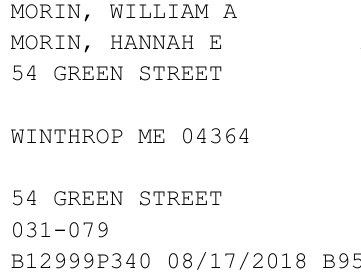 MORIN, WILLIAM A
MORIN, HANNAH E
54 GREEN STREET
WINTHROP ME 04364
54 GREEN STREET
031-079
B12999P340 08/17/2018 B95